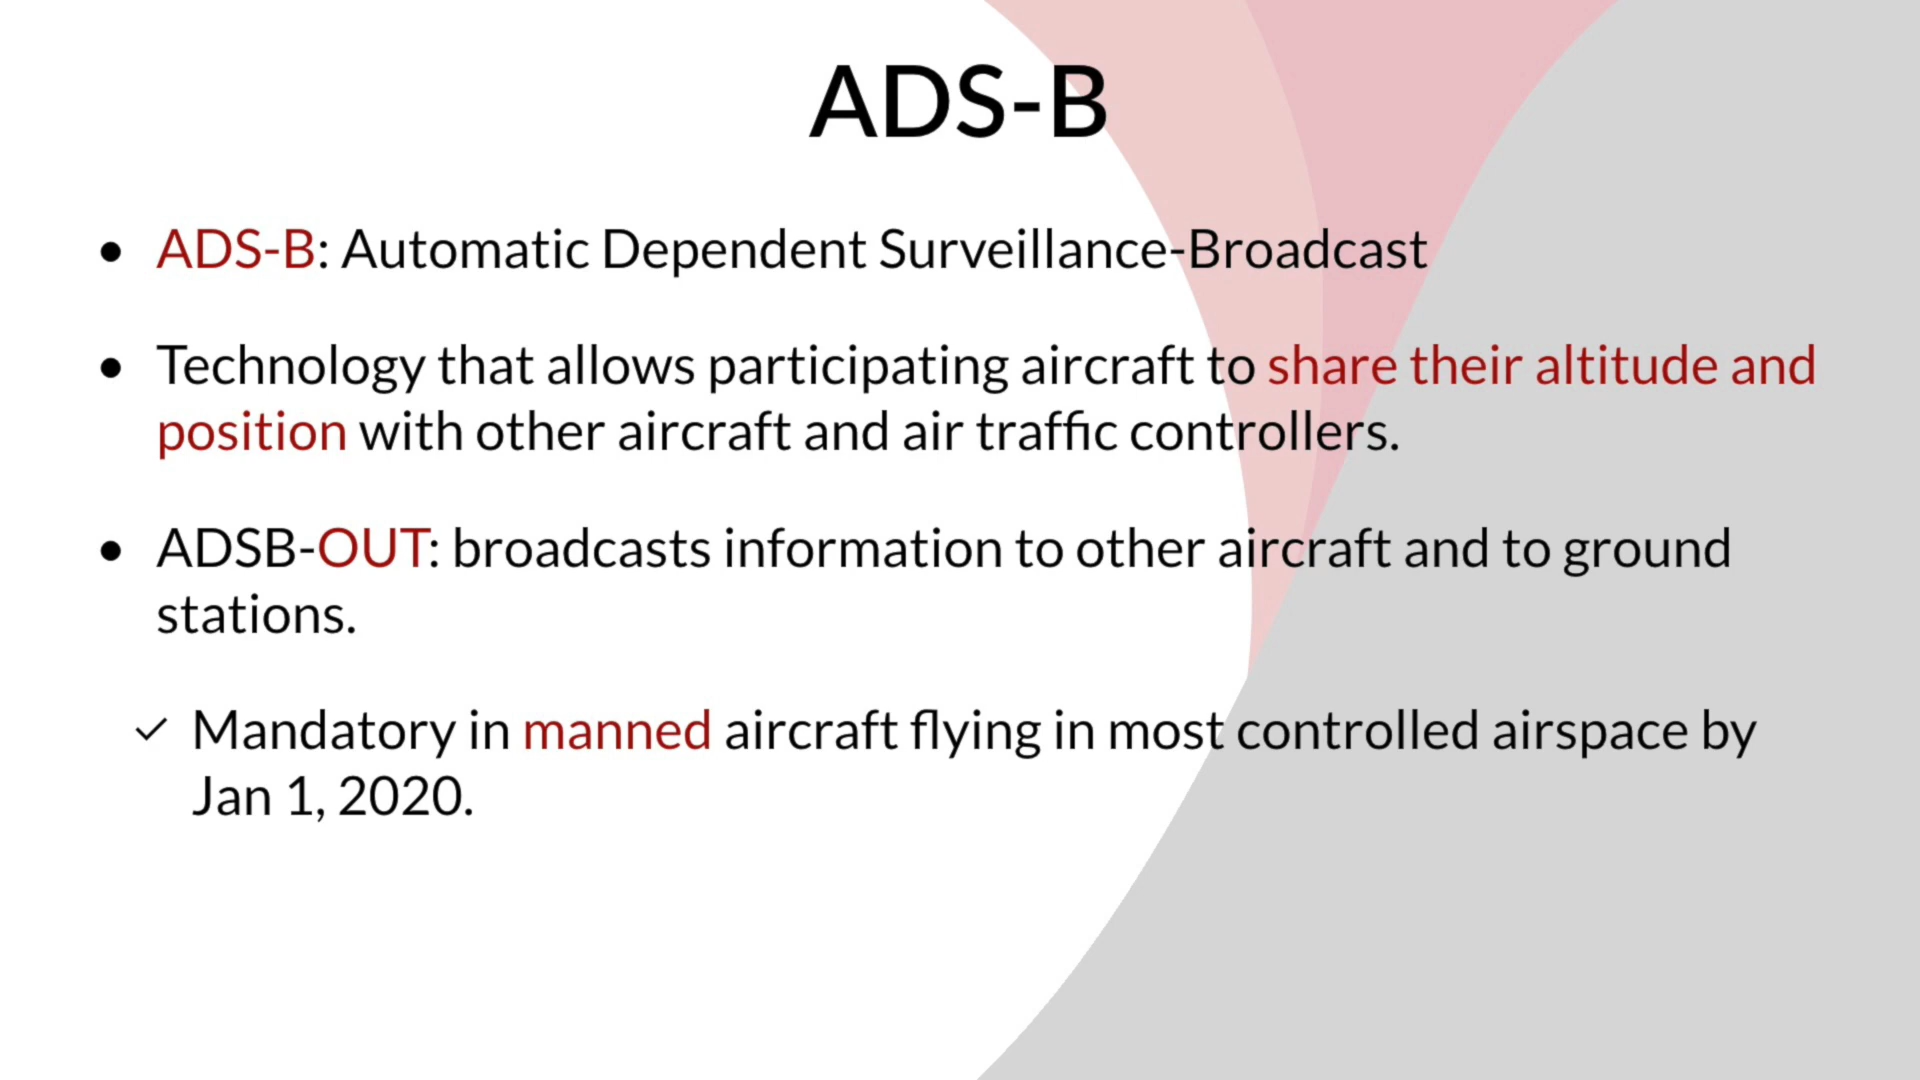 ADS-B
• ADS-B: Automatic Dependent Surveillance-Broadcast
• Technology that allows participating aircraft to share their altitude and
position with other aircraft and air traffic controllers.
• ADSB-OUT: broadcasts information to other aircraft and to ground
stations.
✓ Mandatory in manned aircraft flying in most controlled airspace by
Jan 1, 2020.